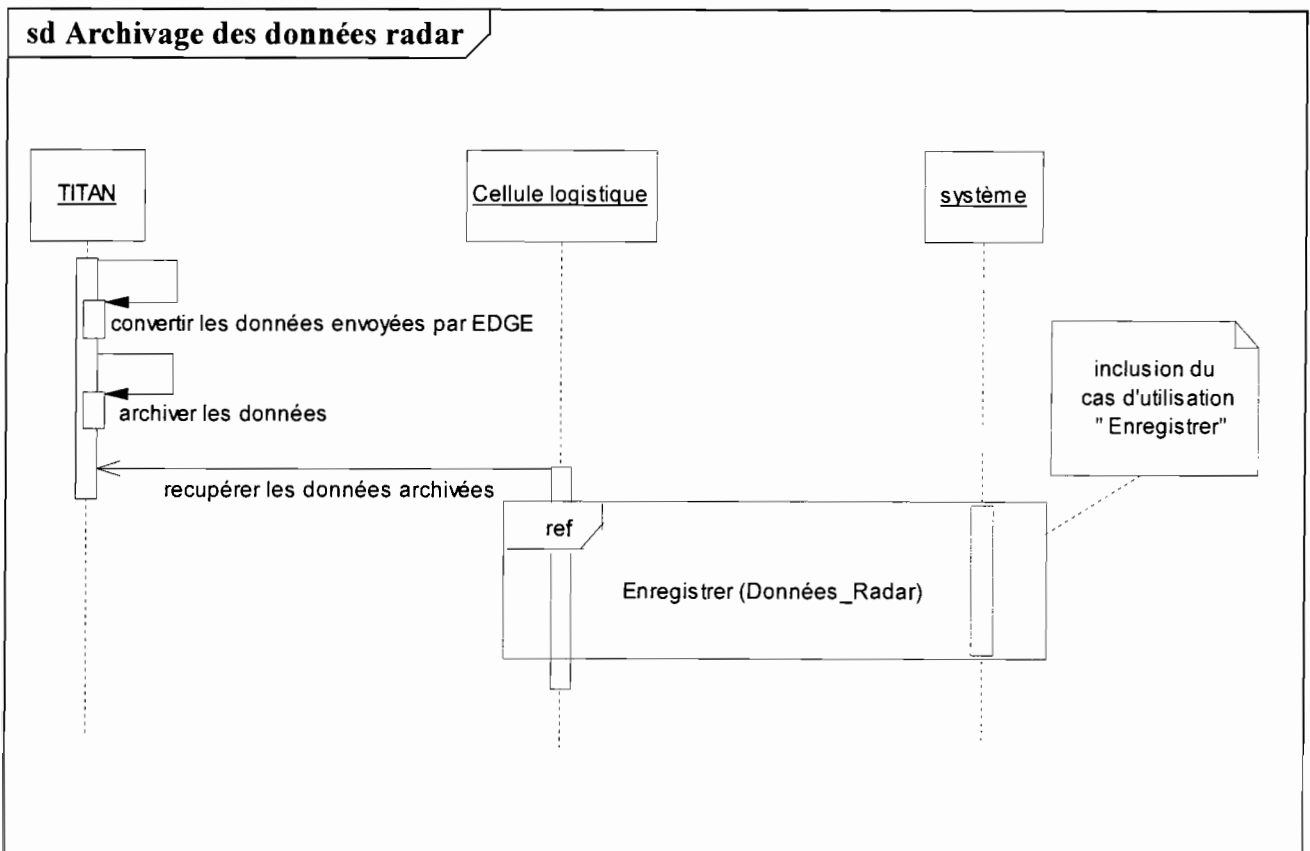 sd Archivage des données radar
TITAN
Cellule logistique
système
convertir les données envoyées par EDGE
archiver les données
recupérer les données archivées
inclusion du
cas d'utilisation
" Enregistrer"
ref
Enregistrer (Données_Radar)